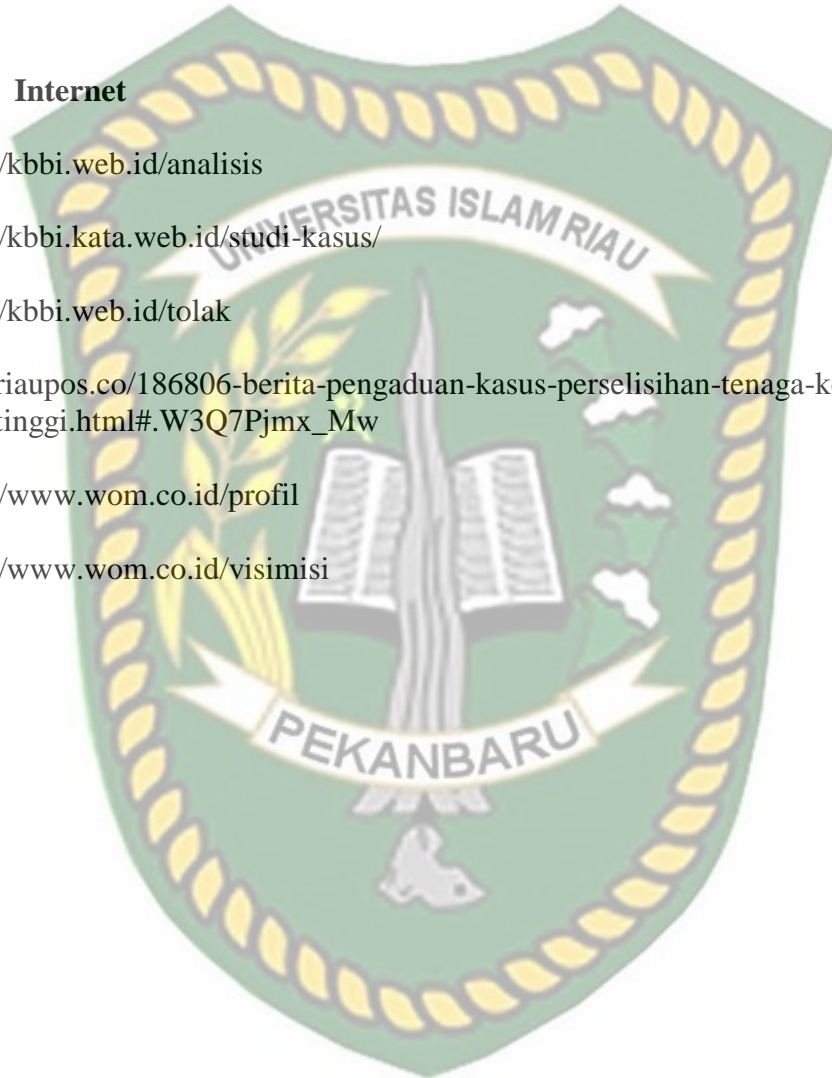 Internet
/kbbi.web.id/analisis
UNIVERSITAS ISLAM RIAU
/kbbi.kata.web.id/studi-kasus/
/kbbi.web.id/tolak
riaupos.co/186806-berita-pengaduan-kasus-perselisihan-tenaga-k
tinggi.html#.W3Q7Pjmx_Mw
/www.wom.co.id/profil
/www.wom.co.id/visimisi
PEKANBARU